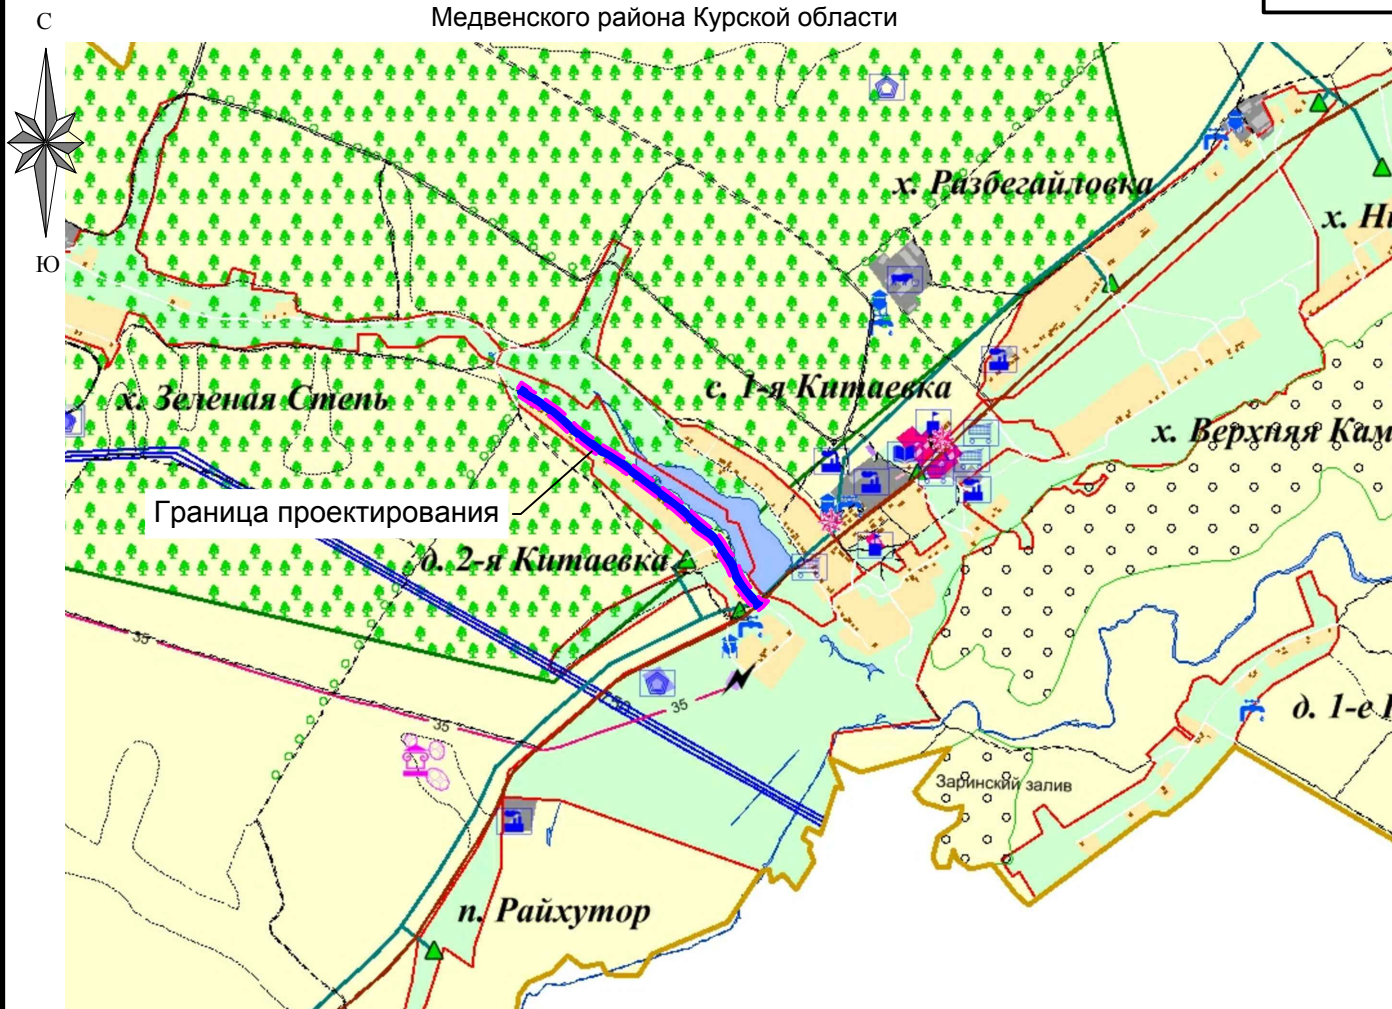 Медвенского района Курской области
С
Ю
х. Разбегайловка
х. Ни
с. 1-я Китаевка
х. Зеленая Степь
х. Верхняя Кам
Граница проектирования
д. 2-я Китаевка
35
35
35
д. 1-е
Заринский залив
п. Райхутор